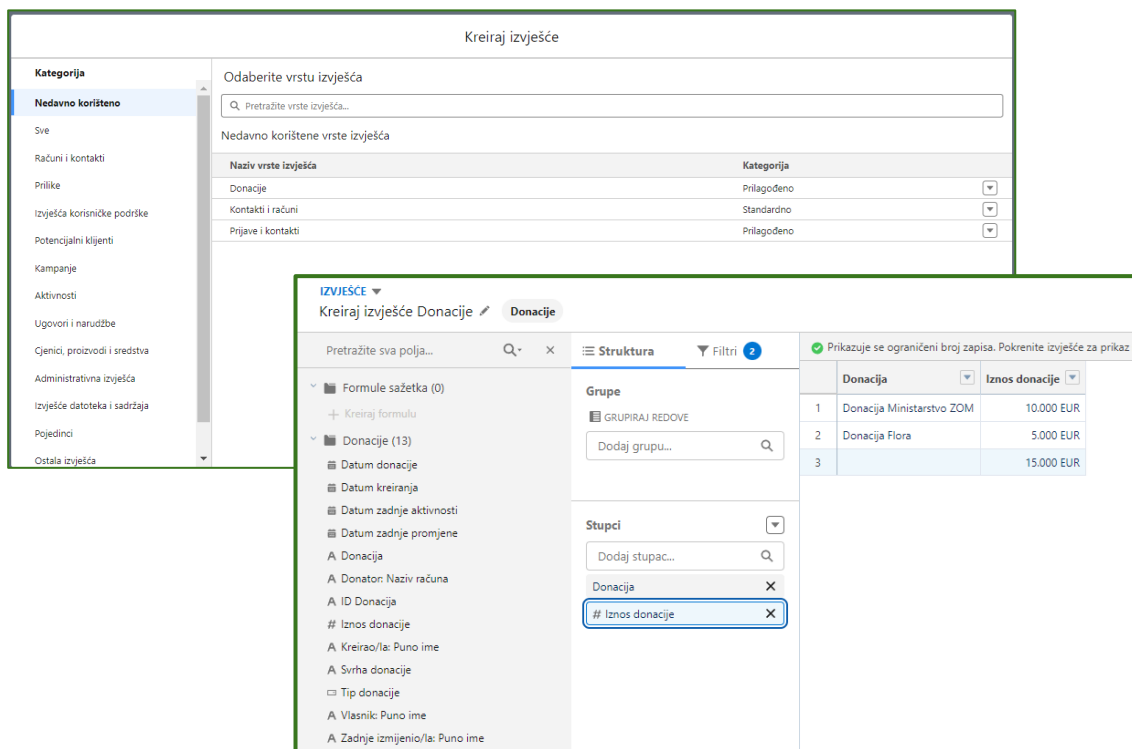 Kreiraj izvješće
Kategorija
Nedavno korišteno
Sve
Računi i kontakti
Prilike
Izvješća korisničke podrške
Potencijalni klijenti
Kampanje
Aktivnosti
Ugovori i narudžbe
Cjenici, proizvodi i sredstva
Administrativna izvješća
Izvješće datoteka i sadržaja
Pojedinci
Ostala izvješća
Odaberite vrstu izvješća
Pretražite vrste izvješća...
Nedavno korištene vrste izvješća
Naziv vrste izvješća Kategorija
Donacije Prilagođeno
Kontakti i računi Standardno
Prijave i kontakti Prilagođeno
IZVJEŠĆE
Kreiraj izvješće Donacije Donacije
Pretražite sva polja...
Formule sažetka (0)
+ Kreiraj formulu
Donacije (13)
Datum donacije
Datum kreiranja
Datum zadnje aktivnosti
Datum zadnje promjene
A Donacija
A Donator: Naziv računa
A ID Donacija
# Iznos donacije
A Kreirao/la: Puno ime
A Svrha donacije
Tip donacije
A Vlasnik: Puno ime
A Zadnje izmijenio/la: Puno ime
Struktura Filtri 2
Grupe
GRUPIRAJ REDOVE
Dodaj grupu...
Stupci
Dodaj stupac...
Donacija
# Iznos donacije
Prikazuje se ograničeni broj zapisa. Pokrenite izvješće za prikaz
Donacija Iznos donacije
1 Donacija Ministarstvo ZOM 10.000 EUR
2 Donacija Flora 5.000 EUR
3 15.000 EUR